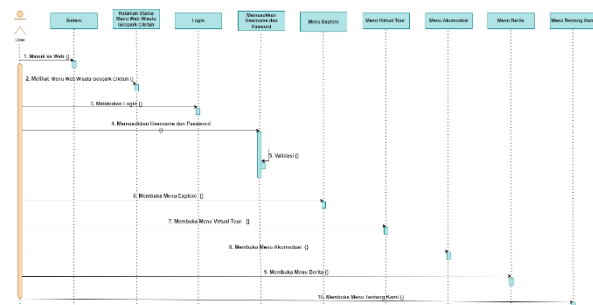 Sistem
Halaman Utama
Menu Web Wisata
Geopark Ciletuh
Login
Memasukkan
Username dan
Password
Menu Explore
Menu Virtual Tour
Menu Akomodasi
Menu Berita
Menu Tentang Kami
User
1. Masuk ke Web ()
2. Melihat Menu Web Wisata Geopark Ciletuh ()
3. Melakukan Login ()
4. Memasukkan Username dan Password
()
5. Validasi ()
6. Membuka Menu Explore ()
7. Membuka Menu Virtual Tour ()
8. Membuka Menu Akomodasi ()
9. Membuka Menu Berita ()
10. Membuka Menu Tentang Kami ()